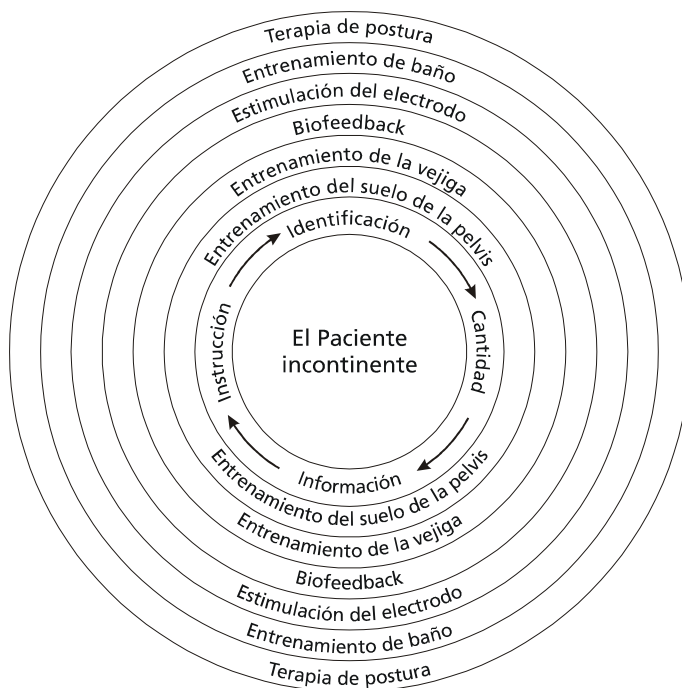 Terapia de postura
Entrenamiento de baño
Estimulación del electrodo
Biofeedback
Entrenamiento de la vejiga
Entrenamiento del suelo de la pelvis
Identificación
Cantidad
Instrucción
El Paciente
incontinente
Información
Entrenamiento del suelo de la pelvis
Entrenamiento de la vejiga
Biofeedback
Estimulación del electrodo
Entrenamiento de baño
Terapia de postura